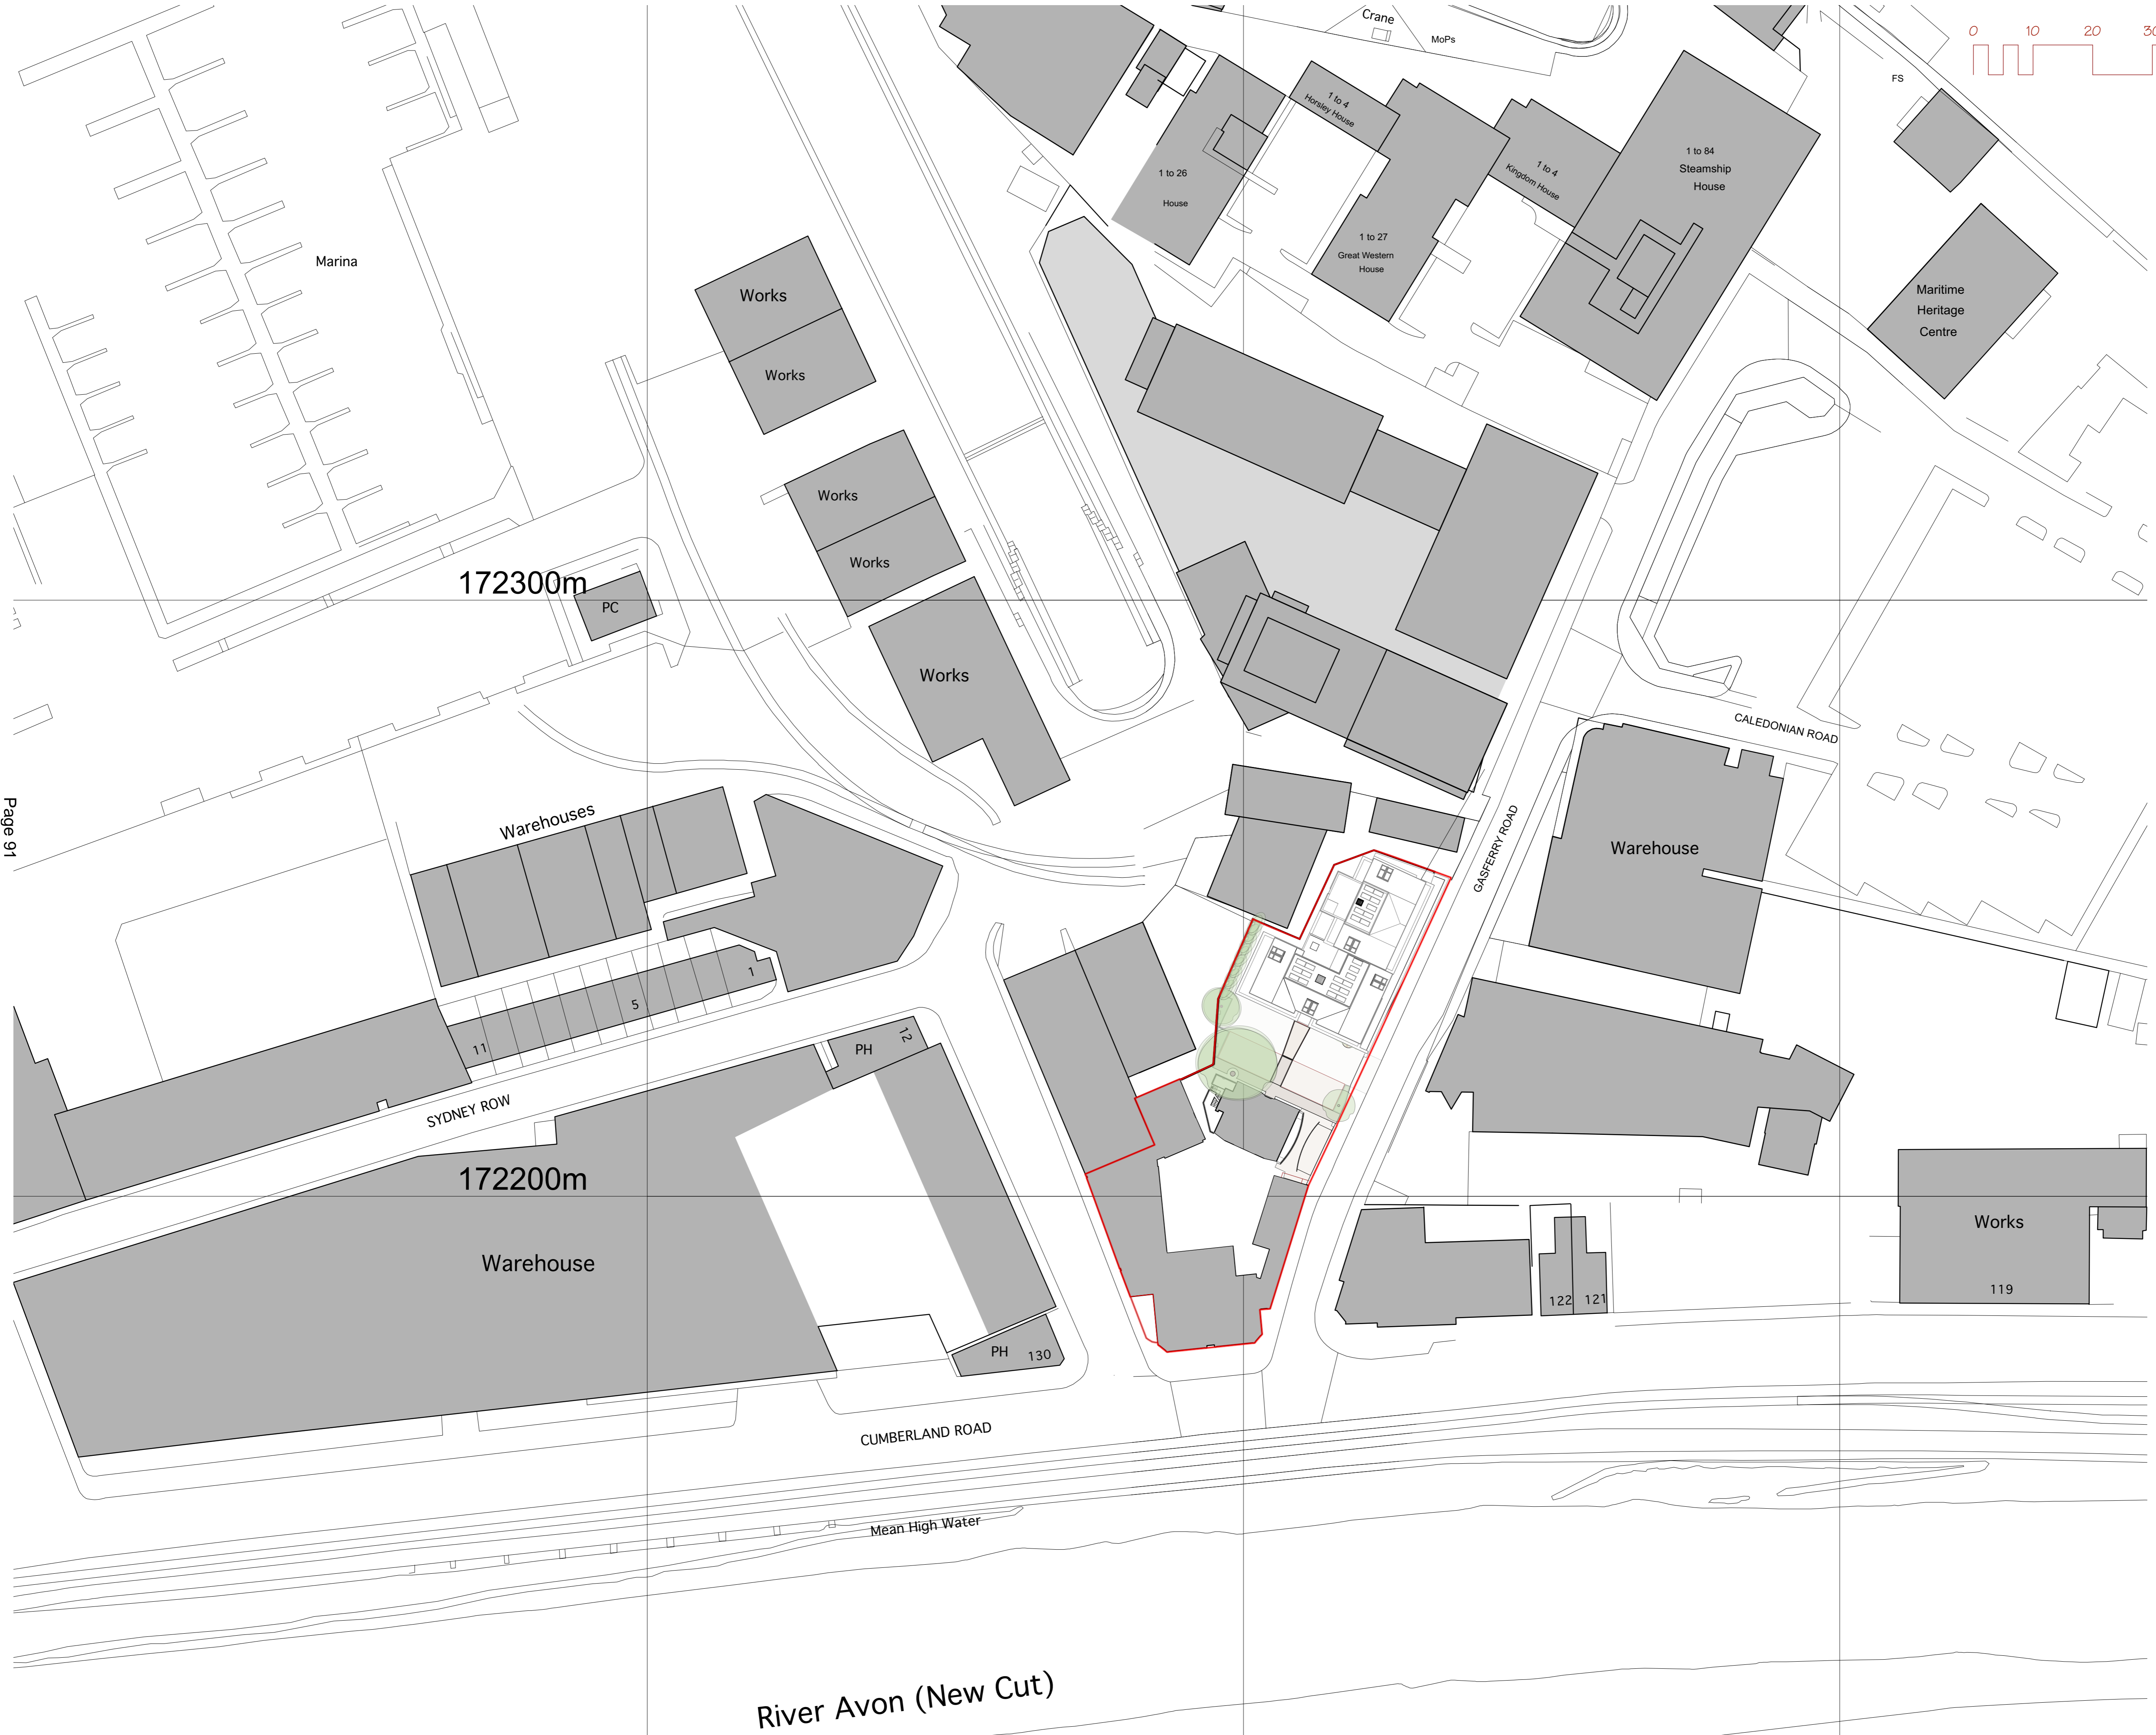 Crane
MoPs
0 10 20 30
FS
1 to 4
Horsley House
1 to 26
House
1 to 4
Kingdom House
1 to 84
Steamship
House
1 to 27
Great Western
House
Marina
Maritime
Heritage
Centre
Works
Works
Works
Works
172300m
PC
Works
CALEDONIAN ROAD
Page 91
Warehouses
GASFERRY ROAD
Warehouse
1
5
11
12
PH
SYDNEY ROW
172200m
Warehouse
Works
119
122
121
PH
130
CUMBERLAND ROAD
Mean High Water
River Avon (New Cut)